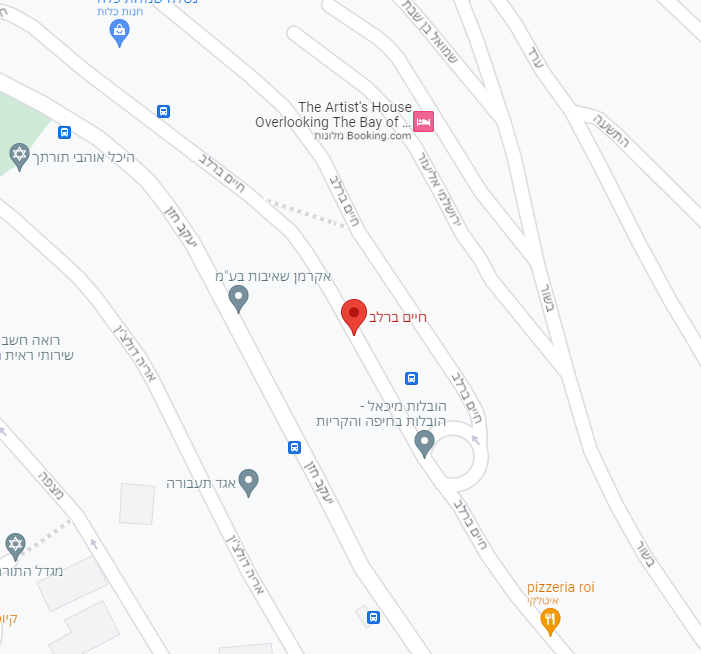 חנות כלות
שמואל בן שבת
ערד
התשעה
The Artist's House
Overlooking The Bay of ...
מלונות Booking.com
היכל אוהבי תורתך
חיים ברלב
חיים ברלב
ירושלמי אליעזר
יעקב חזן
אקרמן שאיבות בע"מ
בשור
חיים ברלב
רואה חשב
שירותי ראית
אריה דולצ'ין
חיים ברלב
הובלות מיכאל -
הובלות בחיפה והקריות
יעקב חזן
אגד תעבורה
מצפה
חיים ברלב
אריה דולצ'ין
בשור
מגדל התורה
pizzeria roi
איטלקי